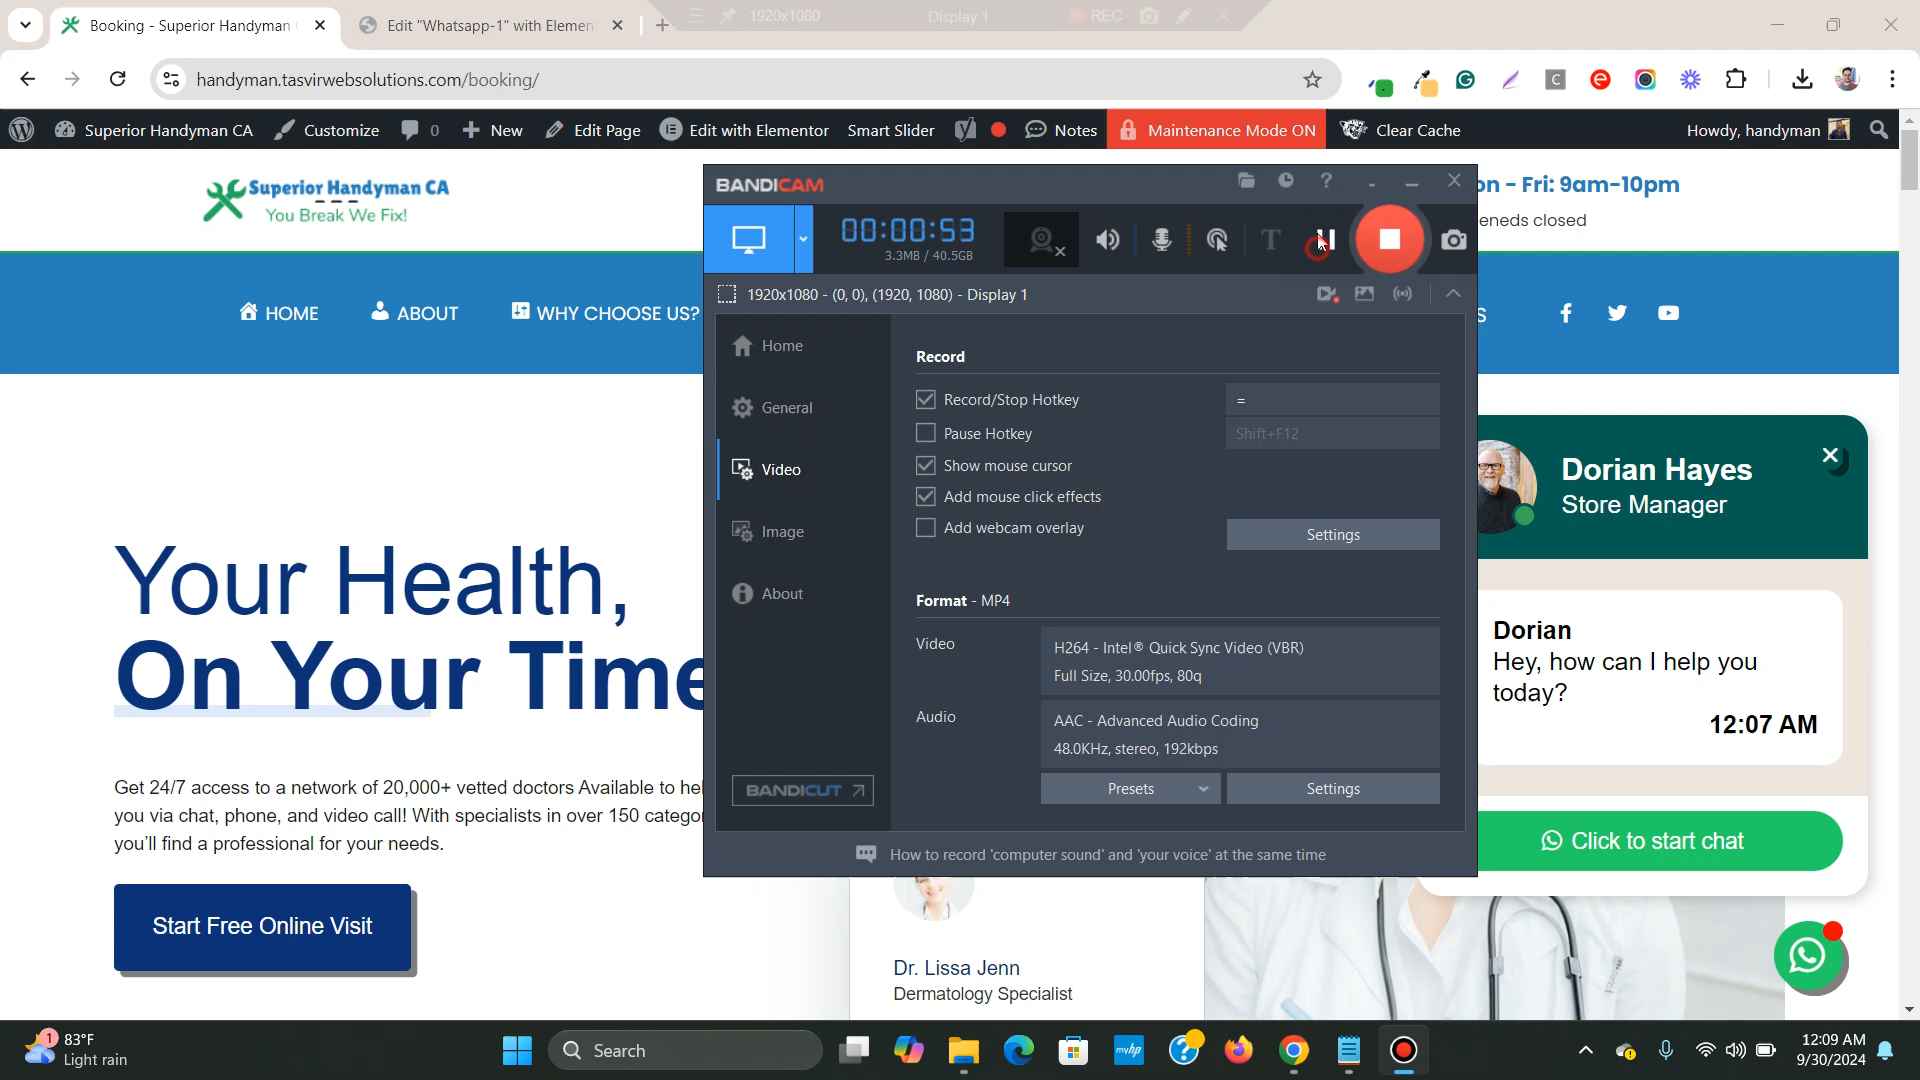 Booking - Superior Handyman
Edit "Whatsapp-1" with Elemen
1920x1080
Display 1
REC
handyman.tasvirwebsolutions.com/booking/
Superior Handyman CA
Customize
0
New
Edit Page
Edit with Elementor
Smart Slider
Notes
Maintenance Mode ON
Clear Cache
Howdy, handyman
Superior Handyman CA
You Break We Fix!
on - Fri: 9am-10pm
eneds closed
HOME
ABOUT
WHY CHOOSE US?
S
BANDICAM
00:00:53
3.3MB / 40.5GB
T
1920x1080 - (0, 0), (1920, 1080) - Display 1
Home
General
Video
Image
About
BANDICUT
Record
Record/Stop Hotkey
=
Pause Hotkey
Shift+F12
Show mouse cursor
Add mouse click effects
Add webcam overlay
Settings
Format - MP4
Video
H264 - Intel® Quick Sync Video (VBR)
Full Size, 30.00fps, 80q
Audio
AAC - Advanced Audio Coding
48.0KHz, stereo, 192kbps
Presets
Settings
How to record 'computer sound' and 'your voice' at the same time
Your Health,
On Your Time
Get 24/7 access to a network of 20,000+ vetted doctors Available to hel
you via chat, phone, and video call! With specialists in over 150 categor
you'll find a professional for your needs.
Start Free Online Visit
Dr. Lissa Jenn
Dermatology Specialist
Dorian Hayes
Store Manager
Dorian
Hey, how can I help you
today?
12:07 AM
Click to start chat
1
83°F
Light rain
Search
myhp
12:09 AM
9/30/2024